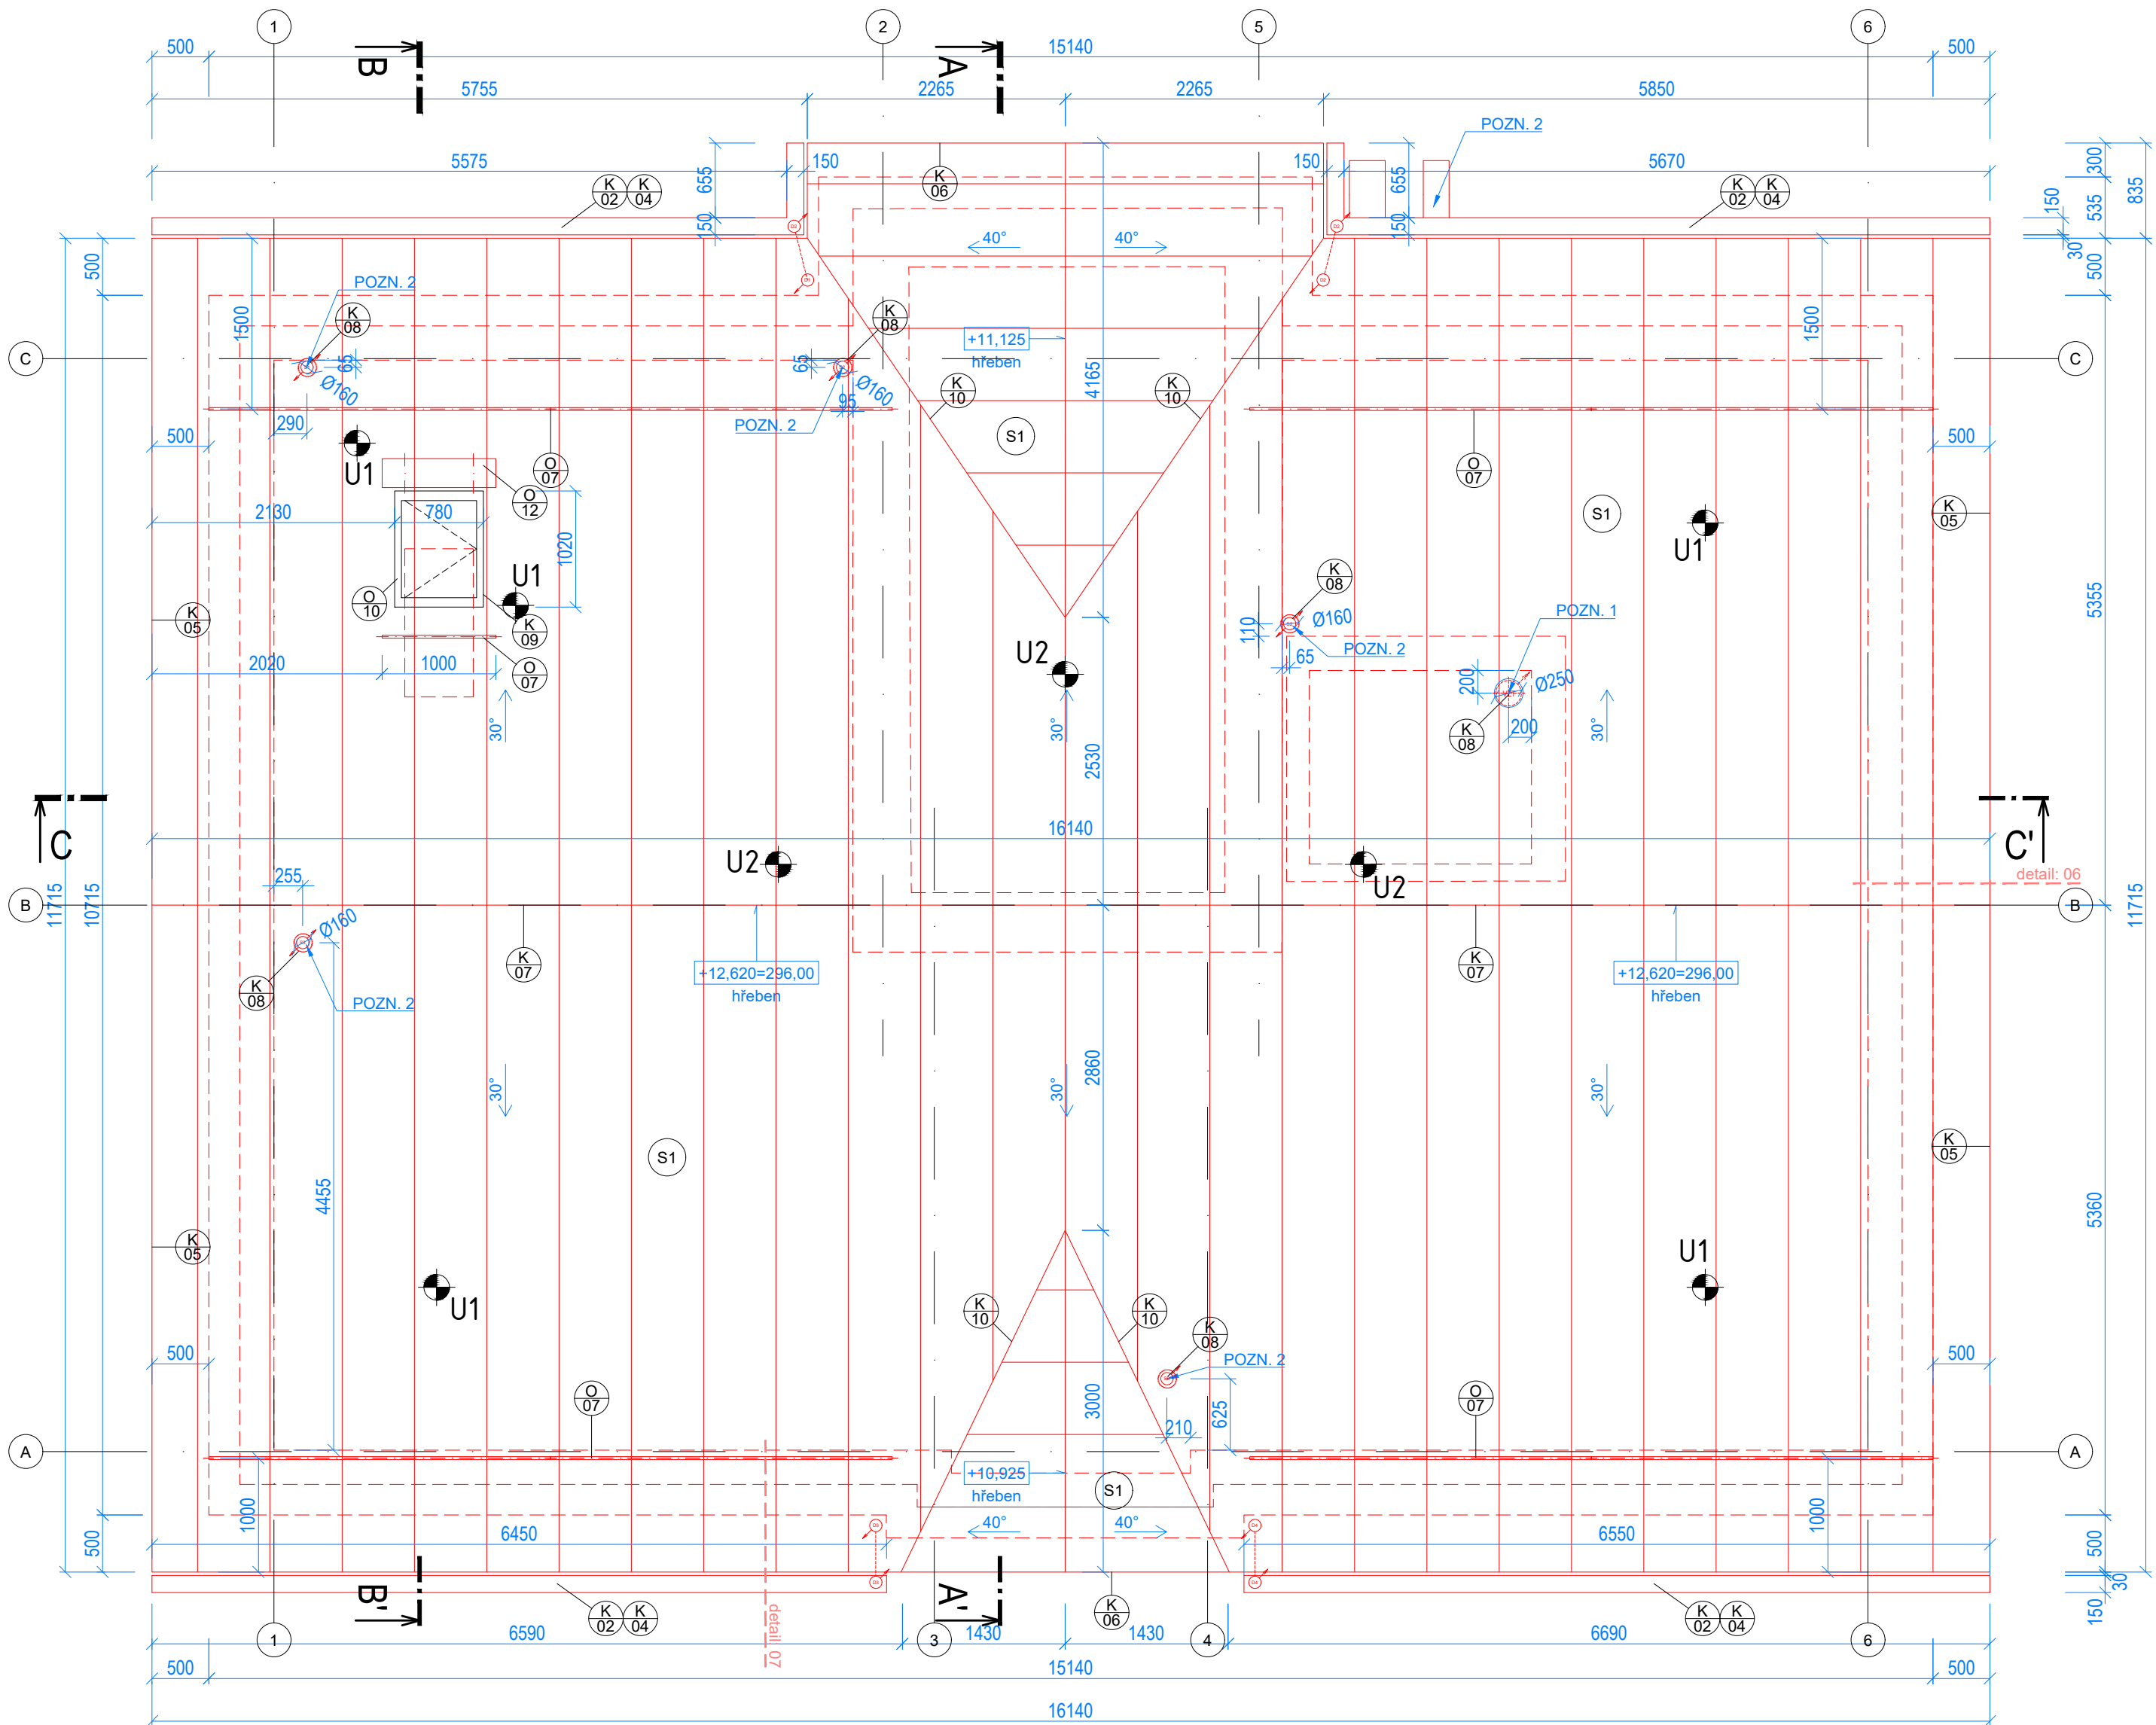 1
2
5
6
500
15140
500
B
A
5755
2265
2265
5850
POZN. 2
5575
150
150
5670
655
655
300
835
K
02
K
04
K
06
K
02
K
04
150
535
150
150
30
D2
D2
40°
40°
500
500
POZN. 2
D1
D2
1500
K
08
K
08
1500
+11,125
hřeben
C
C
65
65
4165
Ø160
Ø160
95
K
10
K
10
290
POZN. 2
500
S1
500
U1
O
07
O
07
O
12
2130
780
S1
K
05
U1
1020
U1
K
08
O
10
K
05
K
09
110
Ø160
POZN. 1
5355
U2
POZN. 2
2020
1000
O
07
65
200
Ø250
30°
30°
30°
K
08
200
2530
16140
C
C'
U2
U2
detail: 06
255
11715
10715
11715
B
B
Ø160
K
07
K
07
K
08
+12,620=296,00
hřeben
+12,620=296,00
hřeben
POZN. 2
2860
30°
30°
30°
S1
K
05
4455
5360
K
05
U1
U1
K
10
K
10
K
08
POZN. 2
500
500
O
07
O
07
3000
625
210
A
A
+10,925
hřeben
S1
1000
1000
500
D3
40°
40°
D4
6450
6550
500
D3
D4
30
B'
A'
K
02
K
04
K
06
K
02
K
04
150
detail: 07
1
6590
3
1430
1430
4
6690
6
500
15140
500
16140